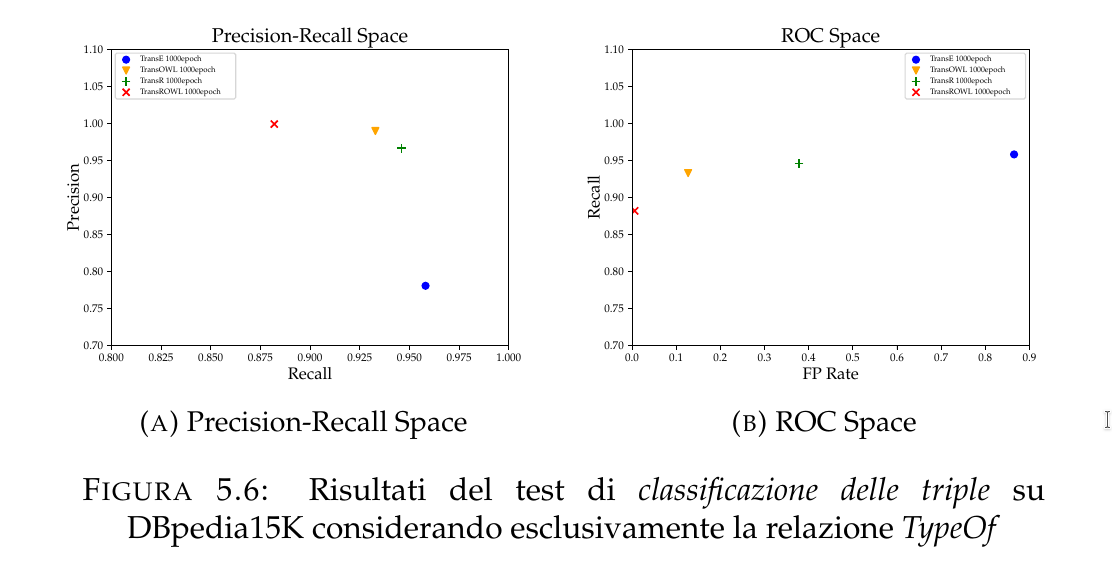 Precision-Recall Space
1.10
1.05
1.00
0.95
0.90
0.85
0.80
0.75
0.70
Precision
TransE 1000epoch
TransOWL 1000epoch
TransR 1000epoch
TransROWL 1000epoch
0.800 0.825 0.850 0.875 0.900 0.925 0.950 0.975 1.000
Recall
(A) Precision-Recall Space
ROC Space
1.10
1.05
1.00
0.95
0.90
0.85
0.80
0.75
0.70
Recall
TransE 1000epoch
TransOWL 1000epoch
TransR 1000epoch
TransROWL 1000epoch
0.0 0.1 0.2 0.3 0.4 0.5 0.6 0.7 0.8 0.9
FP Rate
(B) ROC Space
FIGURA 5.6: Risultati del test di classificazione delle triple su
DBpedia15K considerando esclusivamente la relazione TypeOf